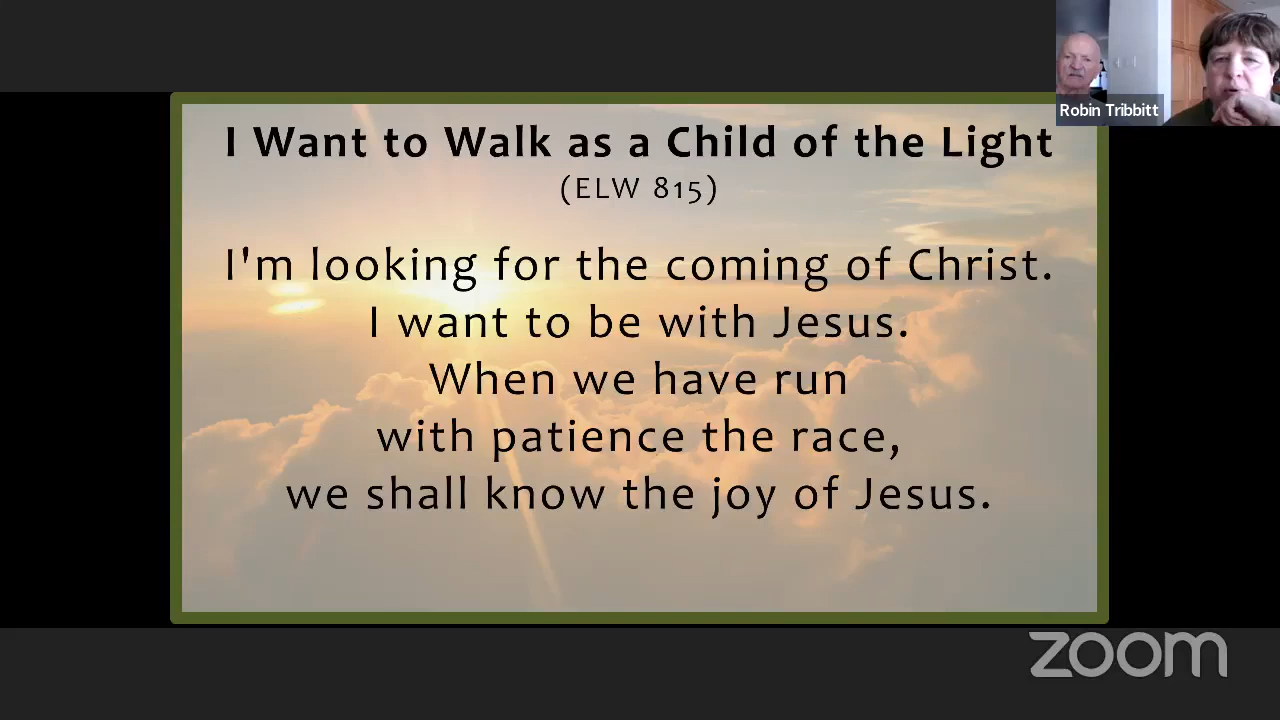 I Want to Walk as a Child of the Light
(ELW 815)
I'm looking for the coming of Christ.
I want to be with Jesus.
When we have run
with patience the race,
we shall know the joy of Jesus.
Robin Tribbitt
zoom